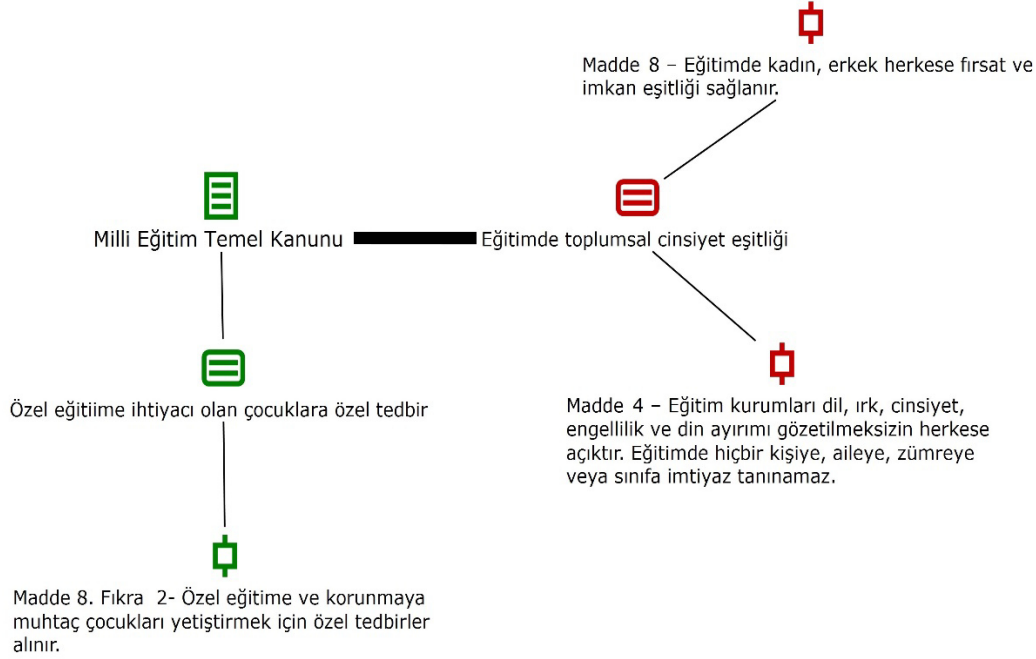 Madde 8 – Eğitimde kadın, erkek herkese fırsat ve
imkan eşitliği sağlanır.
Milli Eğitim Temel Kanunu
Eğitimde toplumsal cinsiyet eşitliği
Özel eğitiime ihtiyacı olan çocuklara özel tedbir
Madde 4 – Eğitim kurumları dil, ırk, cinsiyet,
engellilik ve din ayırımı gözetilmeksizin herkese
açıktır. Eğitimde hiçbir kişiye, aileye, zümreye
veya sınıfa imtiyaz tanınamaz.
Madde 8. Fıkra 2- Özel eğitime ve korunmaya
muhtaç çocukları yetiştirmek için özel tedbirler
alınır.